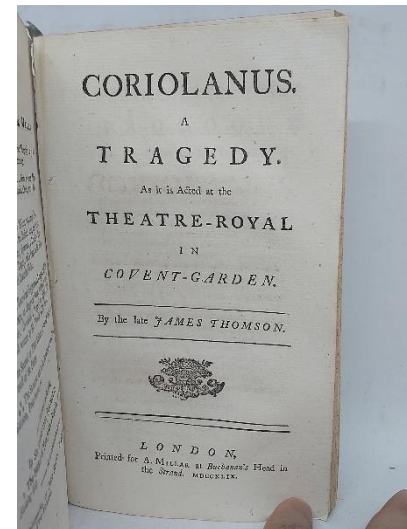 CORIOLANUS.
A
TRAGEDY.
As it is Acted at the
THEATRE-ROYAL
IN
COVENT-GARDEN.
By the late JAMES THOMSON.
LONDON,
Printed for A. MILLAR at Buchanan's Head in
the Strand. MDCCXLIX.